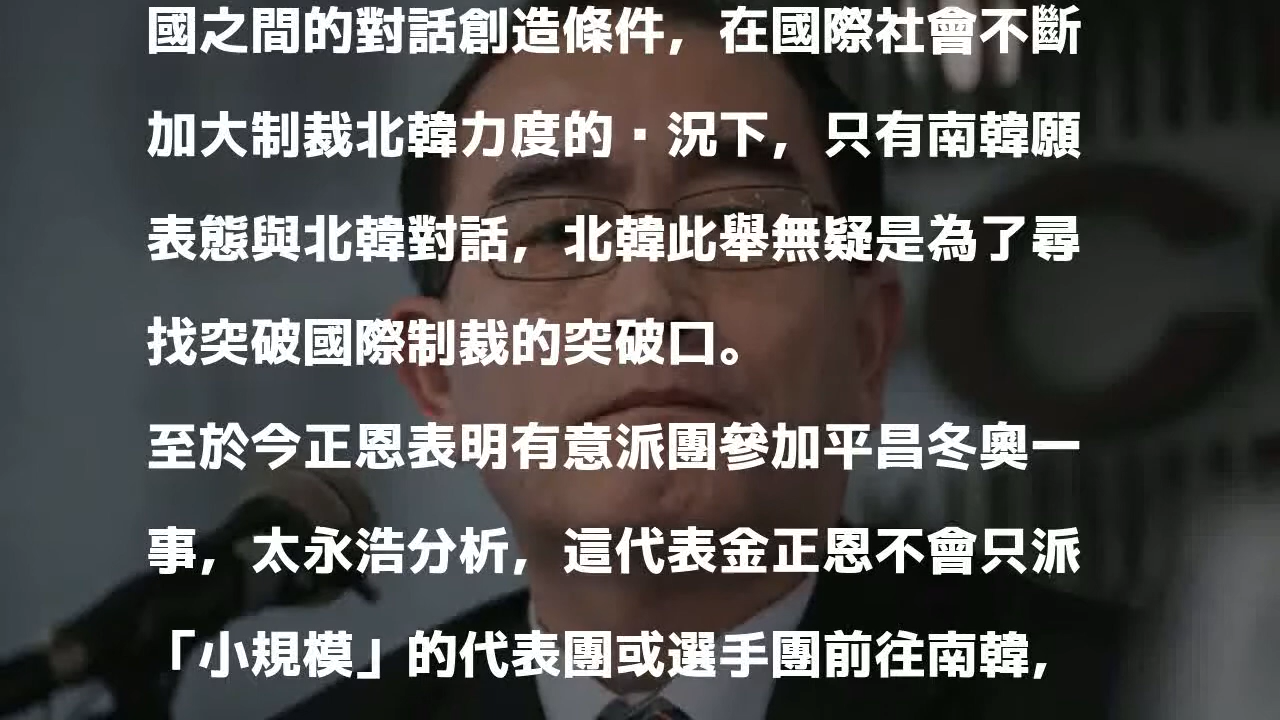 國之間的對話創造條件，在國際社會不斷
加大制裁北韓力度的·況下，只有南韓願
表態與北韓對話，北韓此舉無疑是為了尋
找突破國際制裁的突破口。
至於今正恩表明有意派團參加平昌冬奧一
事，太永浩分析，這代表金正恩不會只派
「小規模」的代表團或選手團前往南韓，
C